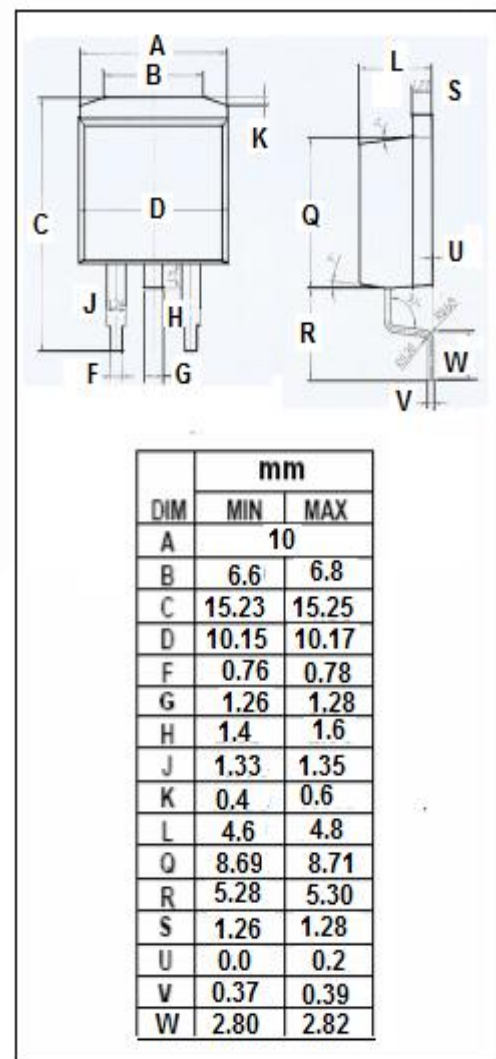 A
B
C
D
K
J
H
F
G
L
S
Q
U
R
W
V
mm
DIM MIN MAX
A 10
B 6.6 6.8
C 15.23 15.25
D 10.15 10.17
F 0.76 0.78
G 1.26 1.28
H 1.4 1.6
J 1.33 1.35
K 0.4 0.6
L 4.6 4.8
Q 8.69 8.71
R 5.28 5.30
S 1.26 1.28
U 0.0 0.2
V 0.37 0.39
W 2.80 2.82